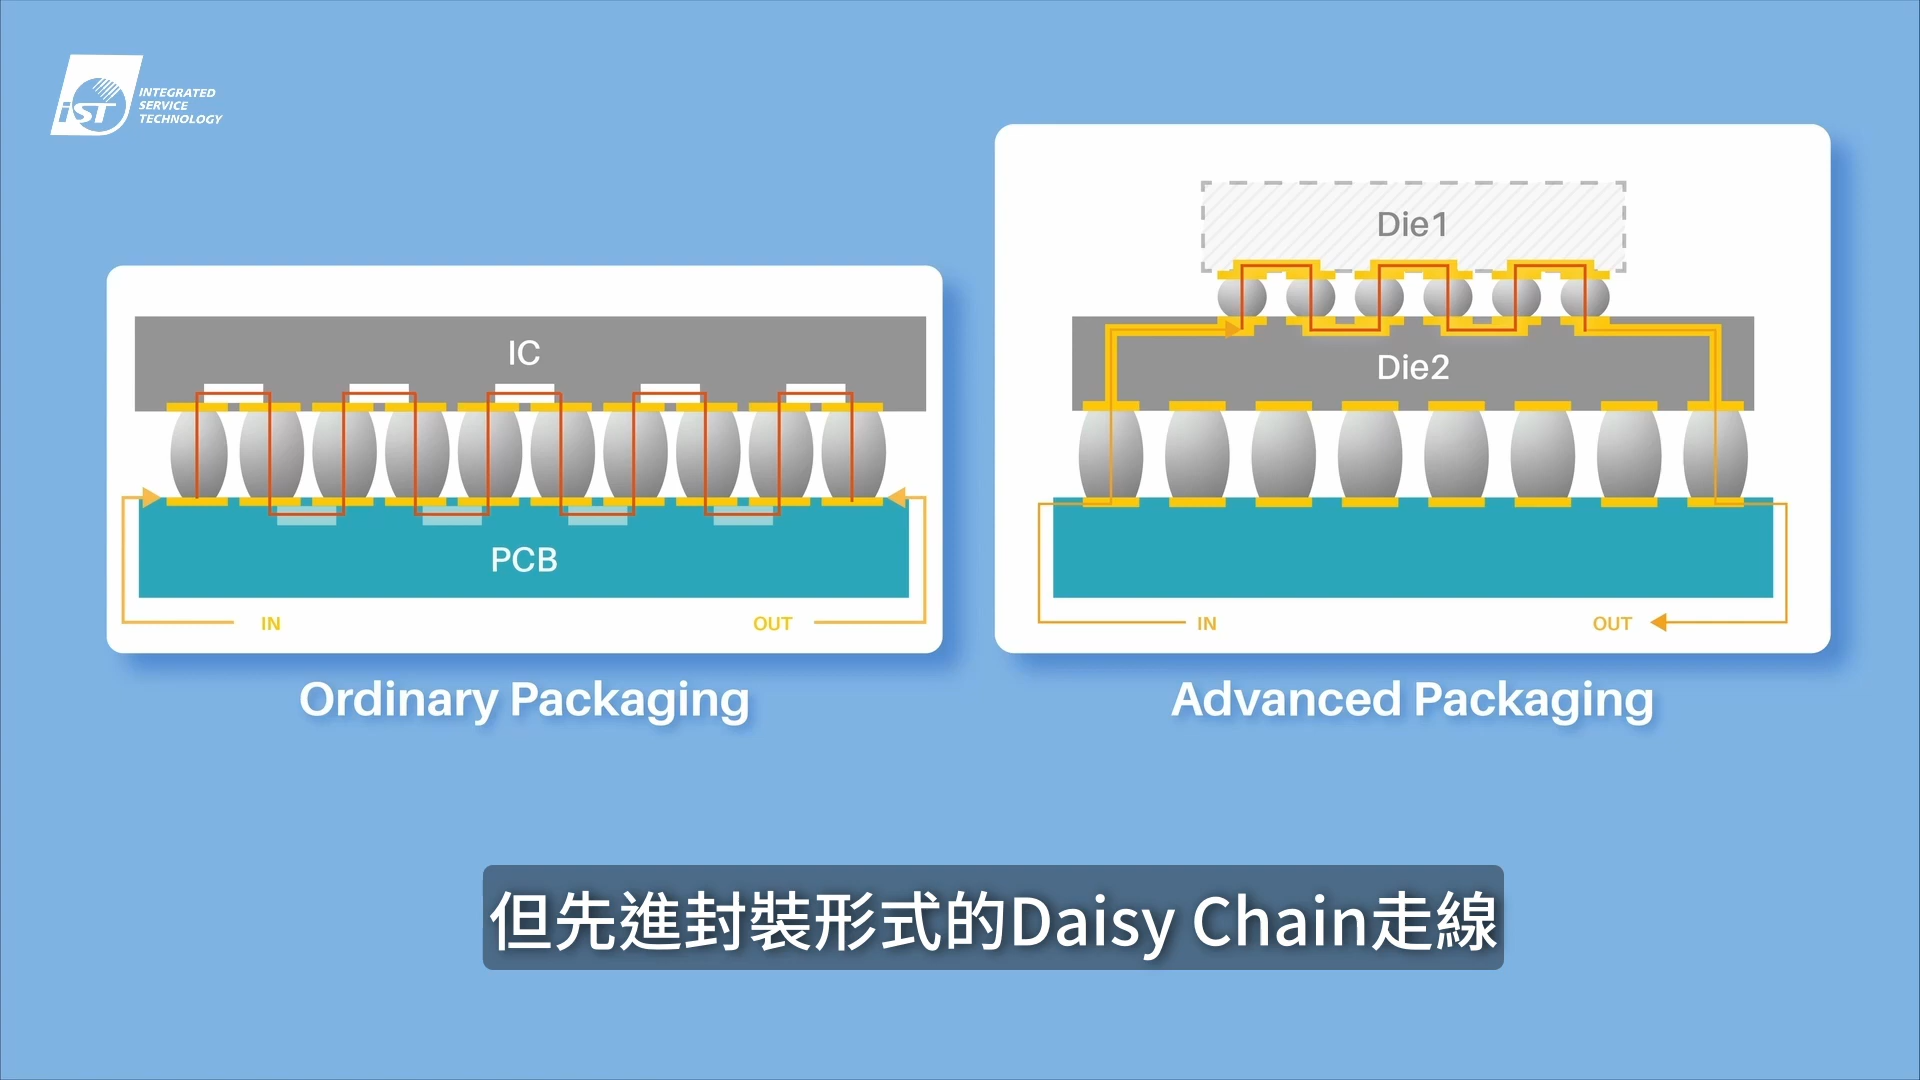 iST
INTEGRATED
SERVICE
TECHNOLOGY
IC
PCB
IN
OUT
Ordinary Packaging
Die1
Die2
IN
OUT
Advanced Packaging
但先進封裝形式的Daisy Chain走線